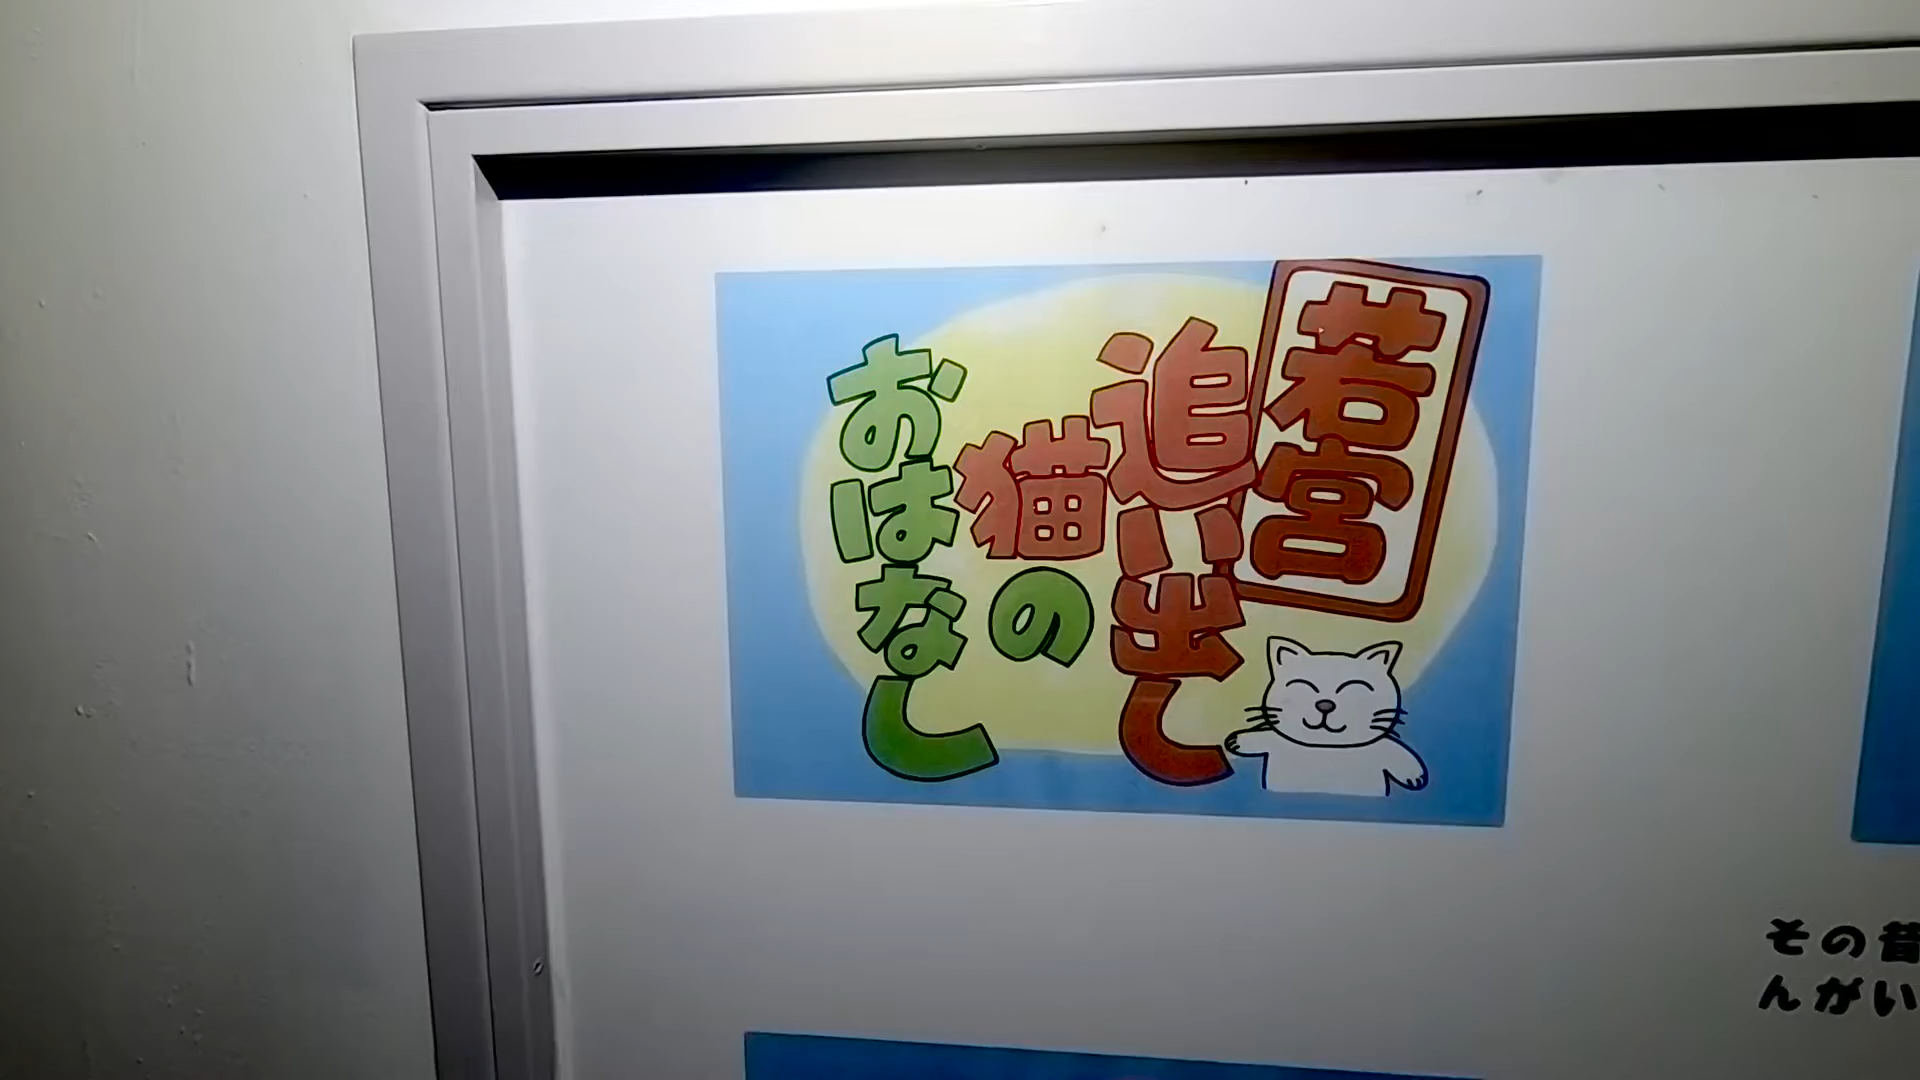 若宮
追い出し
猫の
おはなし
その昔
んがい